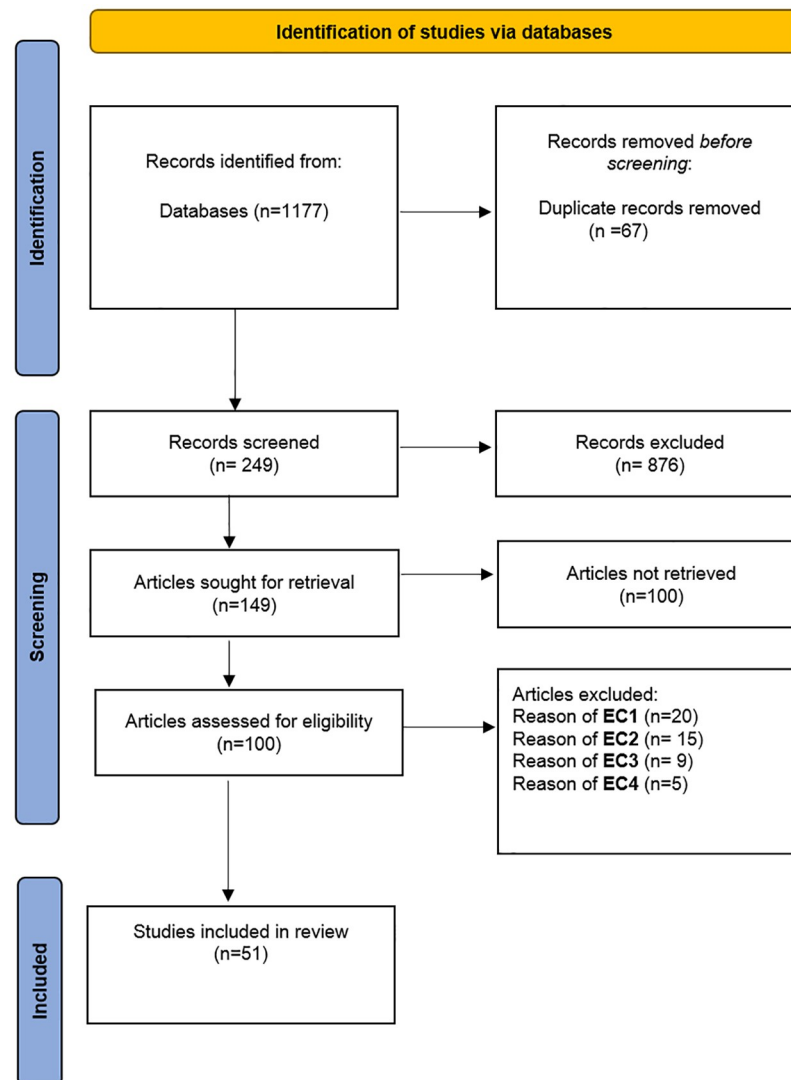 Identification of studies via databases
Identification
Records identified from:
Databases (n=1177)
Records removed before
screening:
Duplicate records removed
(n =67)
Screening
Records screened
(n= 249)
Records excluded
(n= 876)
Articles sought for retrieval
(n=149)
Articles not retrieved
(n=100)
Articles assessed for eligibility
(n=100)
Articles excluded:
Reason of EC1 (n=20)
Reason of EC2 (n= 15)
Reason of EC3 (n= 9)
Reason of EC4 (n=5)
Included
Studies included in review
(n=51)